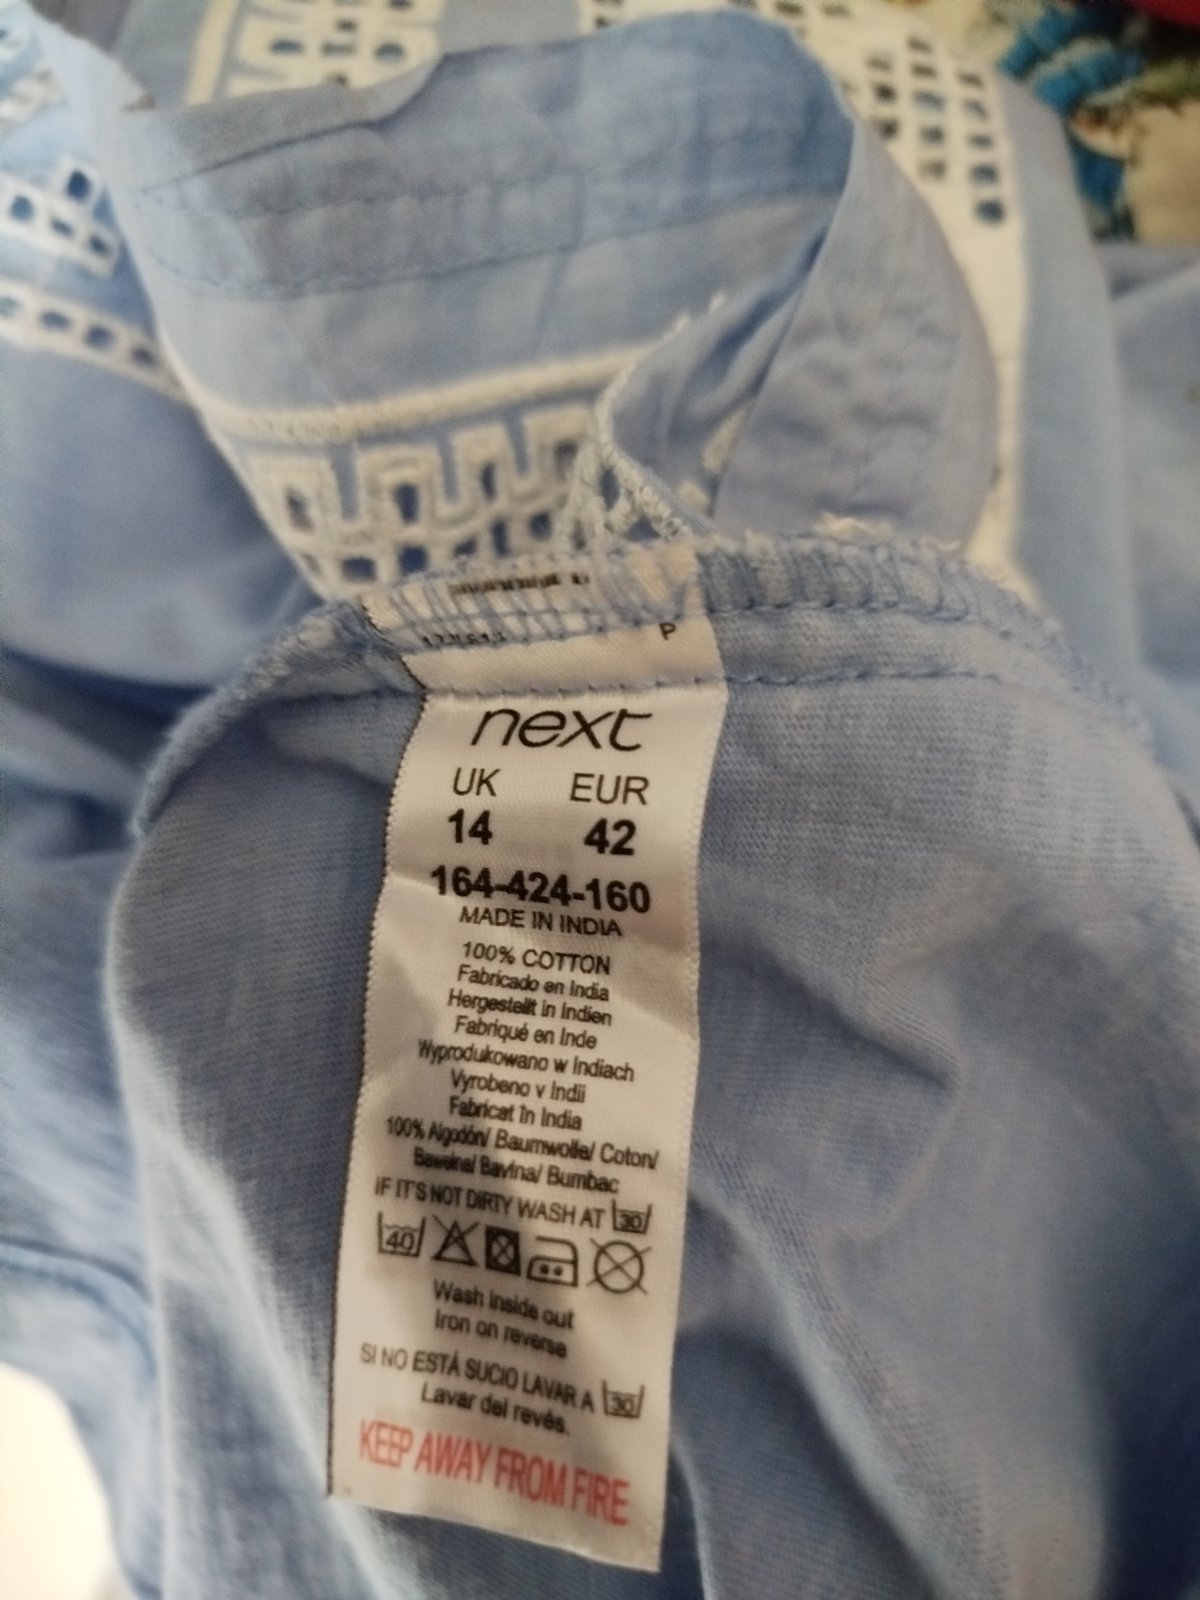 P
next
UK EUR
14 42
164-424-160
MADE IN INDIA
100% COTTON
Fabricado en India
Hergestellt in Indien
Fabriqué en Inde
Wyprodukowano w Indiach
Vyrobeno v Indii
Fabricat în India
100% Algodón/ Baumwolle/ Coton/
Bawełna/ Bavlna/ Bumbac
IF IT'S NOT DIRTY WASH AT 30
40
Wash inside out
Iron on reverse
SI NO ESTÁ SUCIO LAVAR A 30
Lavar del revés.
KEEP AWAY FROM FIRE